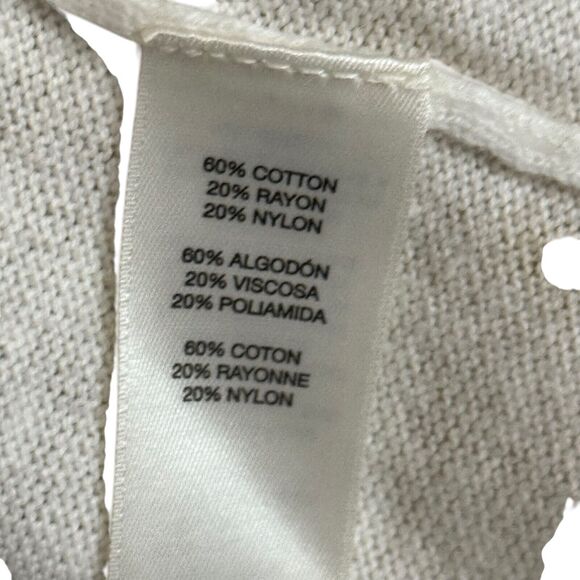 60% COTTON
20% RAYON
20% NYLON
60% ALGODÓN
20% VISCOSA
20% POLIAMIDA
60% COTON
20% RAYONNE
20% NYLON